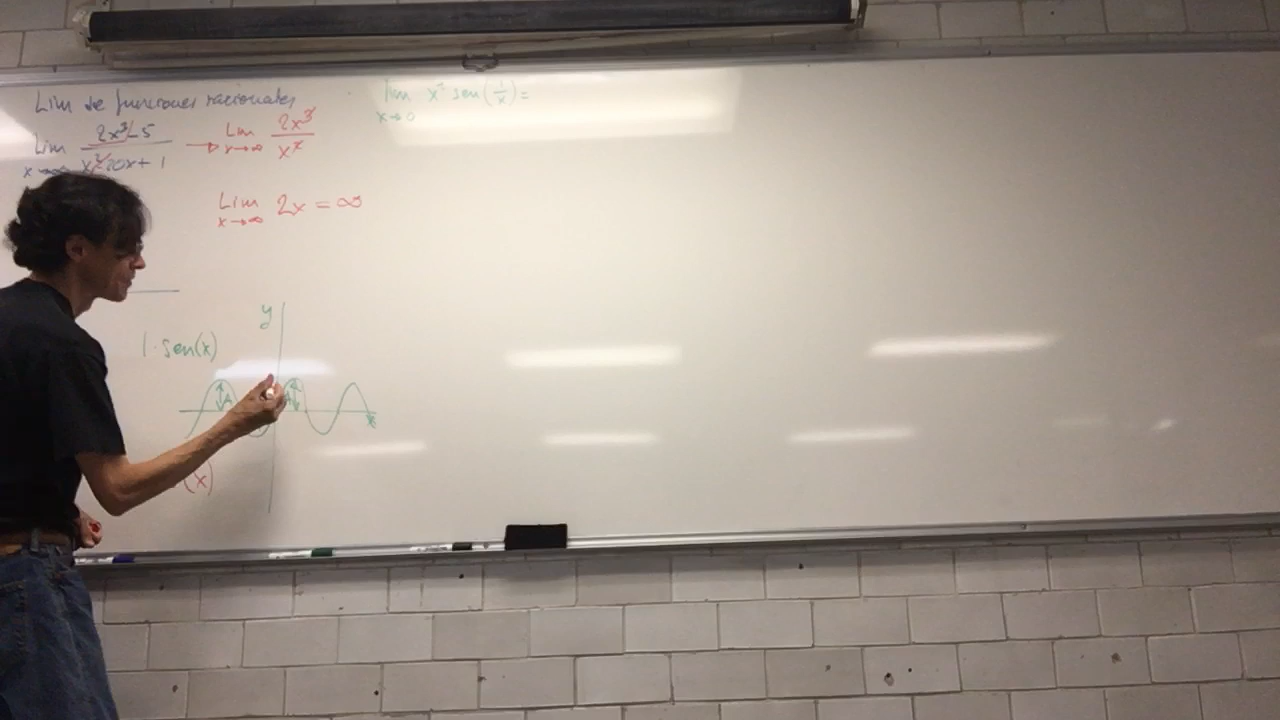 Lim de funciones racionales
Lim 2x³-5 / x²-20x+1 → Lim x→∞ 2x³ / x²
Lim x→∞ 2x = ∞
lim x→0 sen(1/x) =
y
1·sen(x)
x
(x)